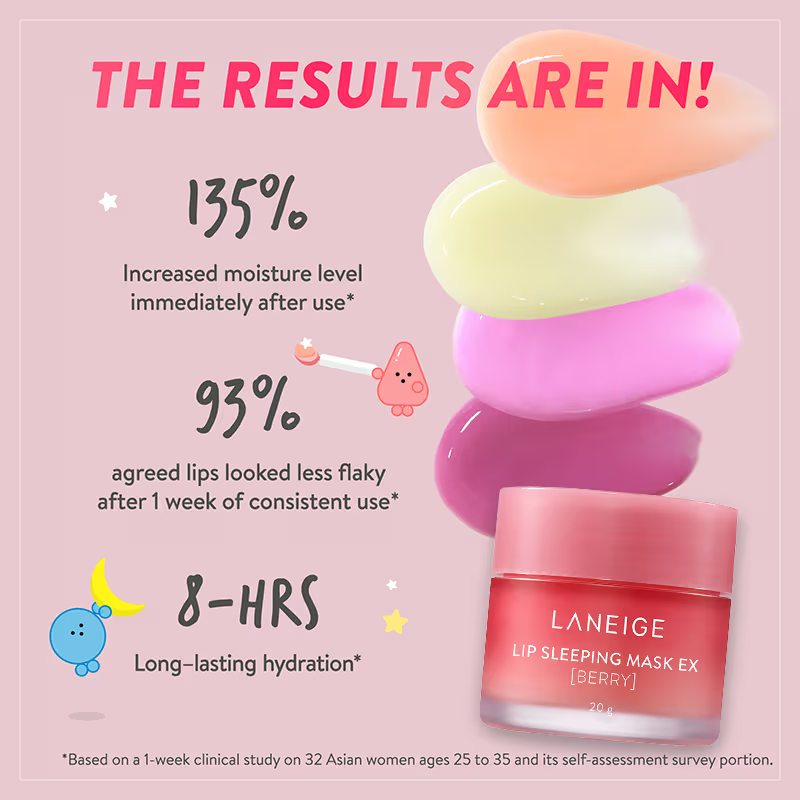 THE RESULTS ARE IN!
135%
Increased moisture level
immediately after use*
93%
agreed lips looked less flaky
after 1 week of consistent use*
8-HRS
Long-lasting hydration*
LANEIGE
LIP SLEEPING MASK EX
[BERRY]
20 g
*Based on a 1-week clinical study on 32 Asian women ages 25 to 35 and its self-assessment survey portion.